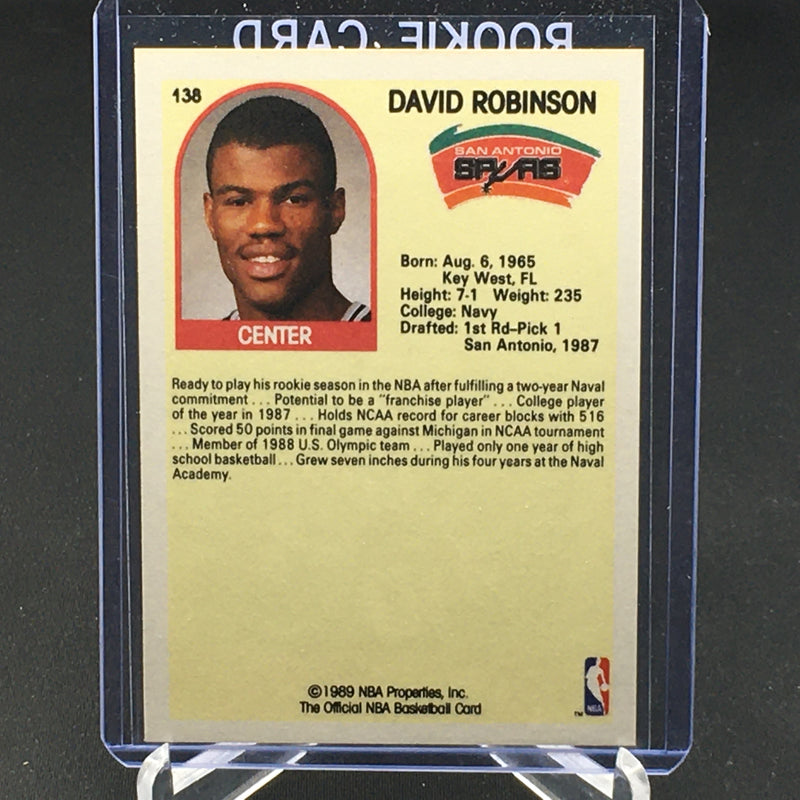 ROOKIE CARD
138
DAVID ROBINSON
SAN ANTONIO
SPURS
Born: Aug. 6, 1965
Key West, FL
Height: 7-1 Weight: 235
College: Navy
Drafted: 1st Rd–Pick 1
San Antonio, 1987
CENTER
Ready to play his rookie season in the NBA after fulfilling a two-year Naval
commitment . . . Potential to be a "franchise player" . . . College player
of the year in 1987 . . . Holds NCAA record for career blocks with 516
. . . Scored 50 points in final game against Michigan in NCAA tournament
. . . Member of 1988 U.S. Olympic team . . . Played only one year of high
school basketball . . . Grew seven inches during his four years at the Naval
Academy.
©1989 NBA Properties, Inc.
The Official NBA Basketball Card
NBA
TM